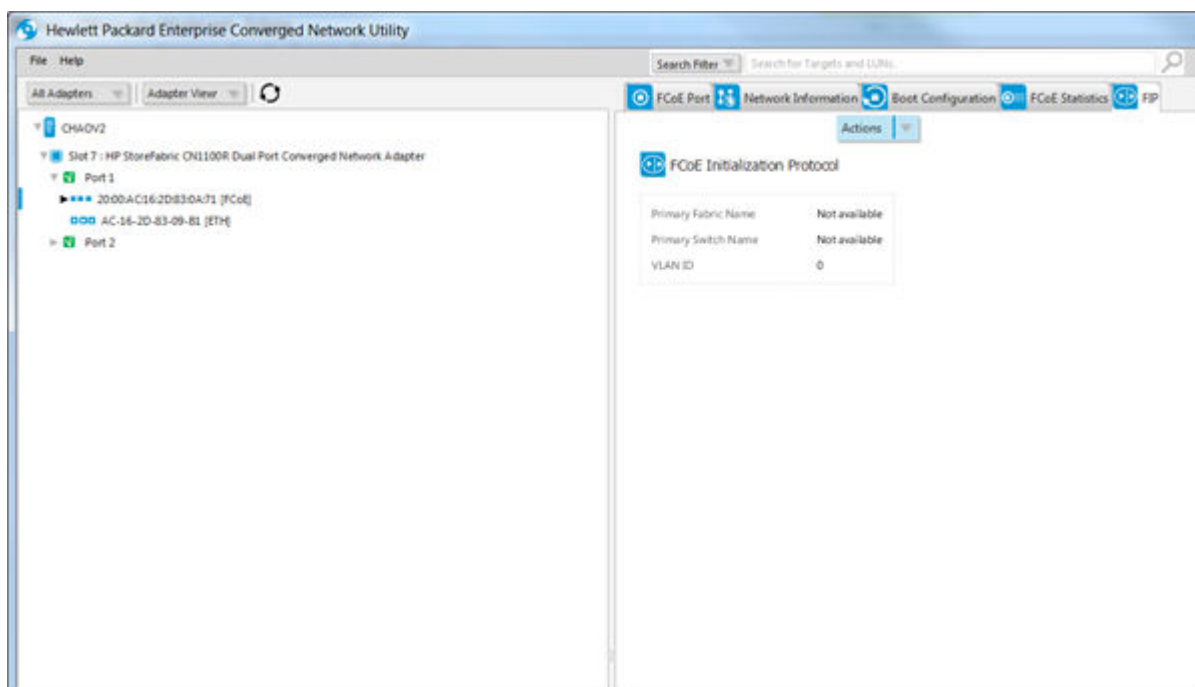 Hewlett Packard Enterprise Converged Network Utility
File Help
Search Filter Search for Targets and LUNs.
All Adapters Adapter View
FCoE Port Network Information Boot Configuration FCoE Statistics FIP
Actions
CHAOV2
Slot 7 : HP StoreFabric CN1100R Dual Port Converged Network Adapter
Port 1
20:00:AC:16:2D:83:0A:71 [FCoE]
AC-16-2D-83-09-81 [ETH]
Port 2
FCoE Initialization Protocol
Primary Fabric Name Not available
Primary Switch Name Not available
VLAN ID 0